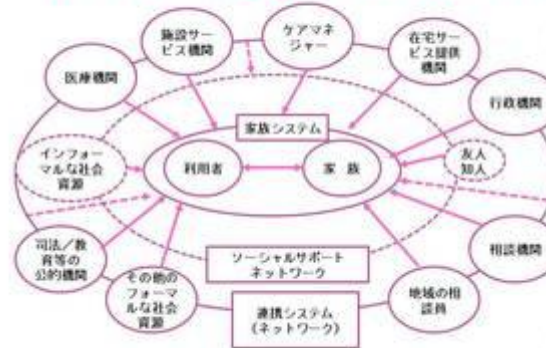 施設サー
ビス機関
ケアマネ
ジャー
在宅サー
ビス提供
機関
医療機関
行政機関
家族システム
インフォー
マルな社会
資源
利用者
家 族
友人
知人
司法／教
育等の
公的機関
ソーシャルサポート
ネットワーク
相談機関
その他の
フォーマ
ルな社会
資源
連携システム
（ネットワーク）
地域の相
談員